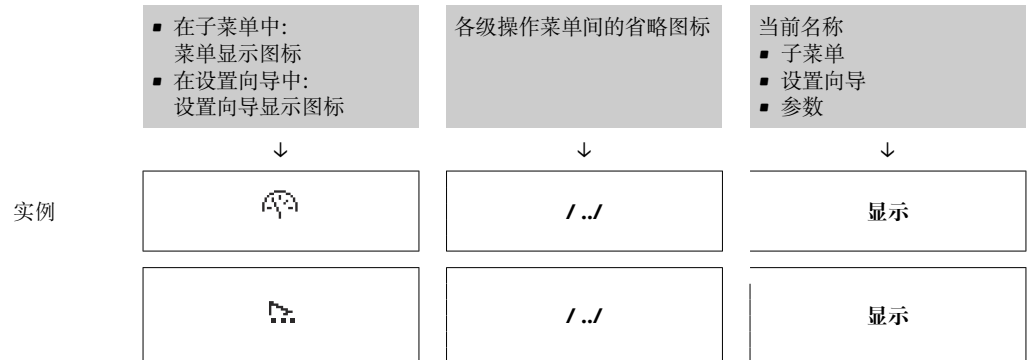 ▪ 在子菜单中:
菜单显示图标
▪ 在设置向导中:
设置向导显示图标
各级操作菜单间的省略图标
当前名称
▪ 子菜单
▪ 设置向导
▪ 参数
↓ ↓ ↓
实例 / ../ 显示
/ ../ 显示